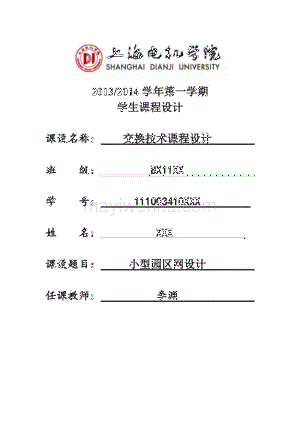 上海电机学院
SHANGHAI DIANJI UNIVERSITY
2013/2014 学年第一学期
学生课程设计
课设名称： 交换技术课程设计
班 级： BX11XX
学 号： 111003410XXX
姓 名： XXX
课设题目： 小型园区网设计
任课教师： 李源